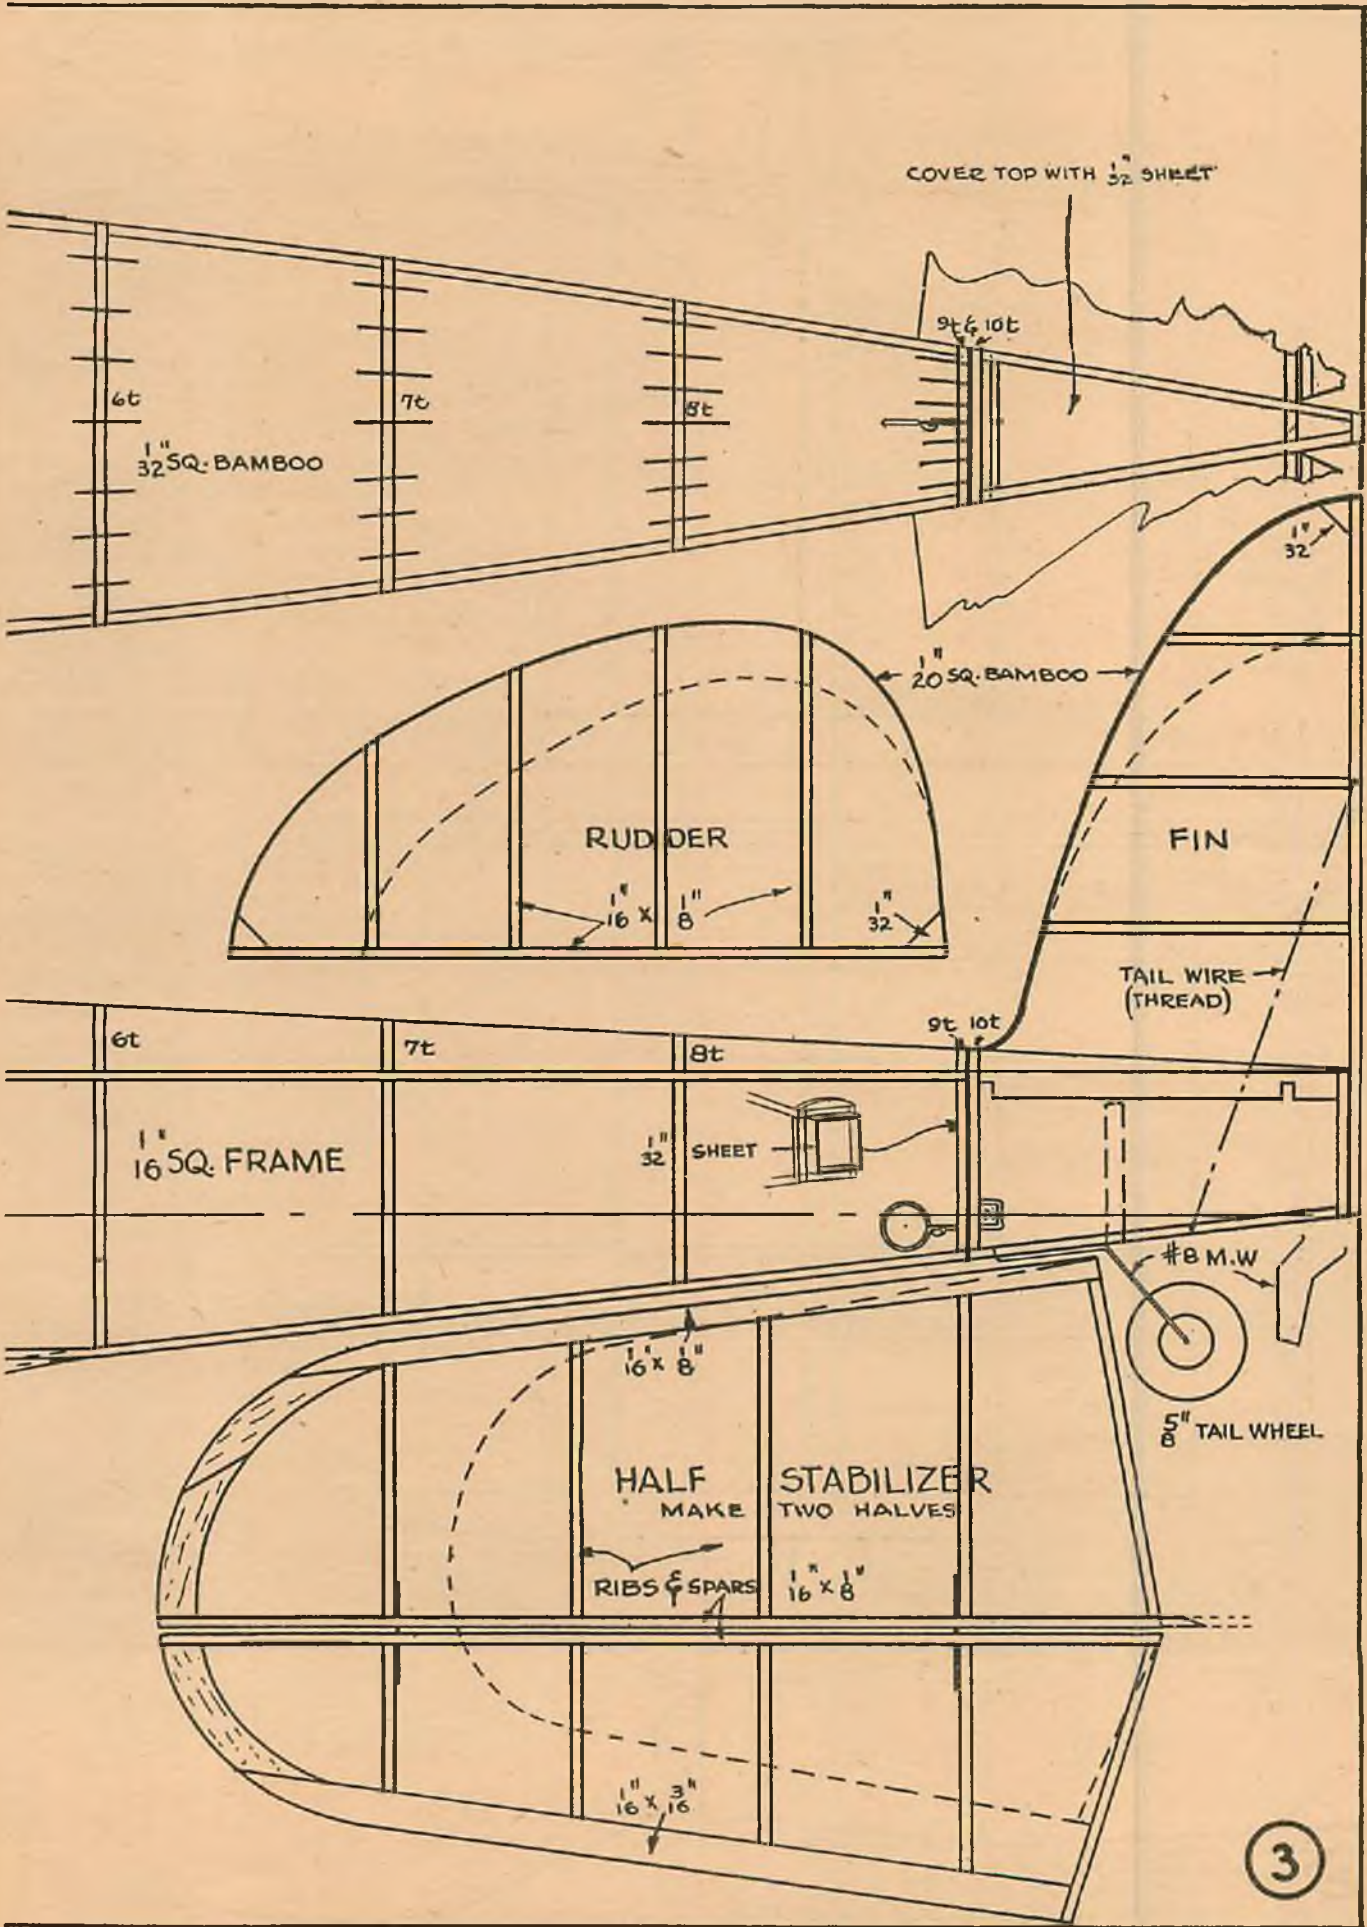 COVER TOP WITH 1/32" SHEET
9t & 10t
6t
7t
8t
1/32" SQ. BAMBOO
1/32"
1/20" SQ. BAMBOO
RUDDER
FIN
1/16" x 1/8"
1/32"
TAIL WIRE
(THREAD)
9t 10t
6t
7t
8t
1/16" SQ. FRAME
1/32" SHEET
#8 M.W
1/16" x 1/8"
5/8" TAIL WHEEL
HALF STABILIZER
MAKE TWO HALVES
RIBS & SPARS 1/16" x 1/8"
1/16" x 3/16"
3